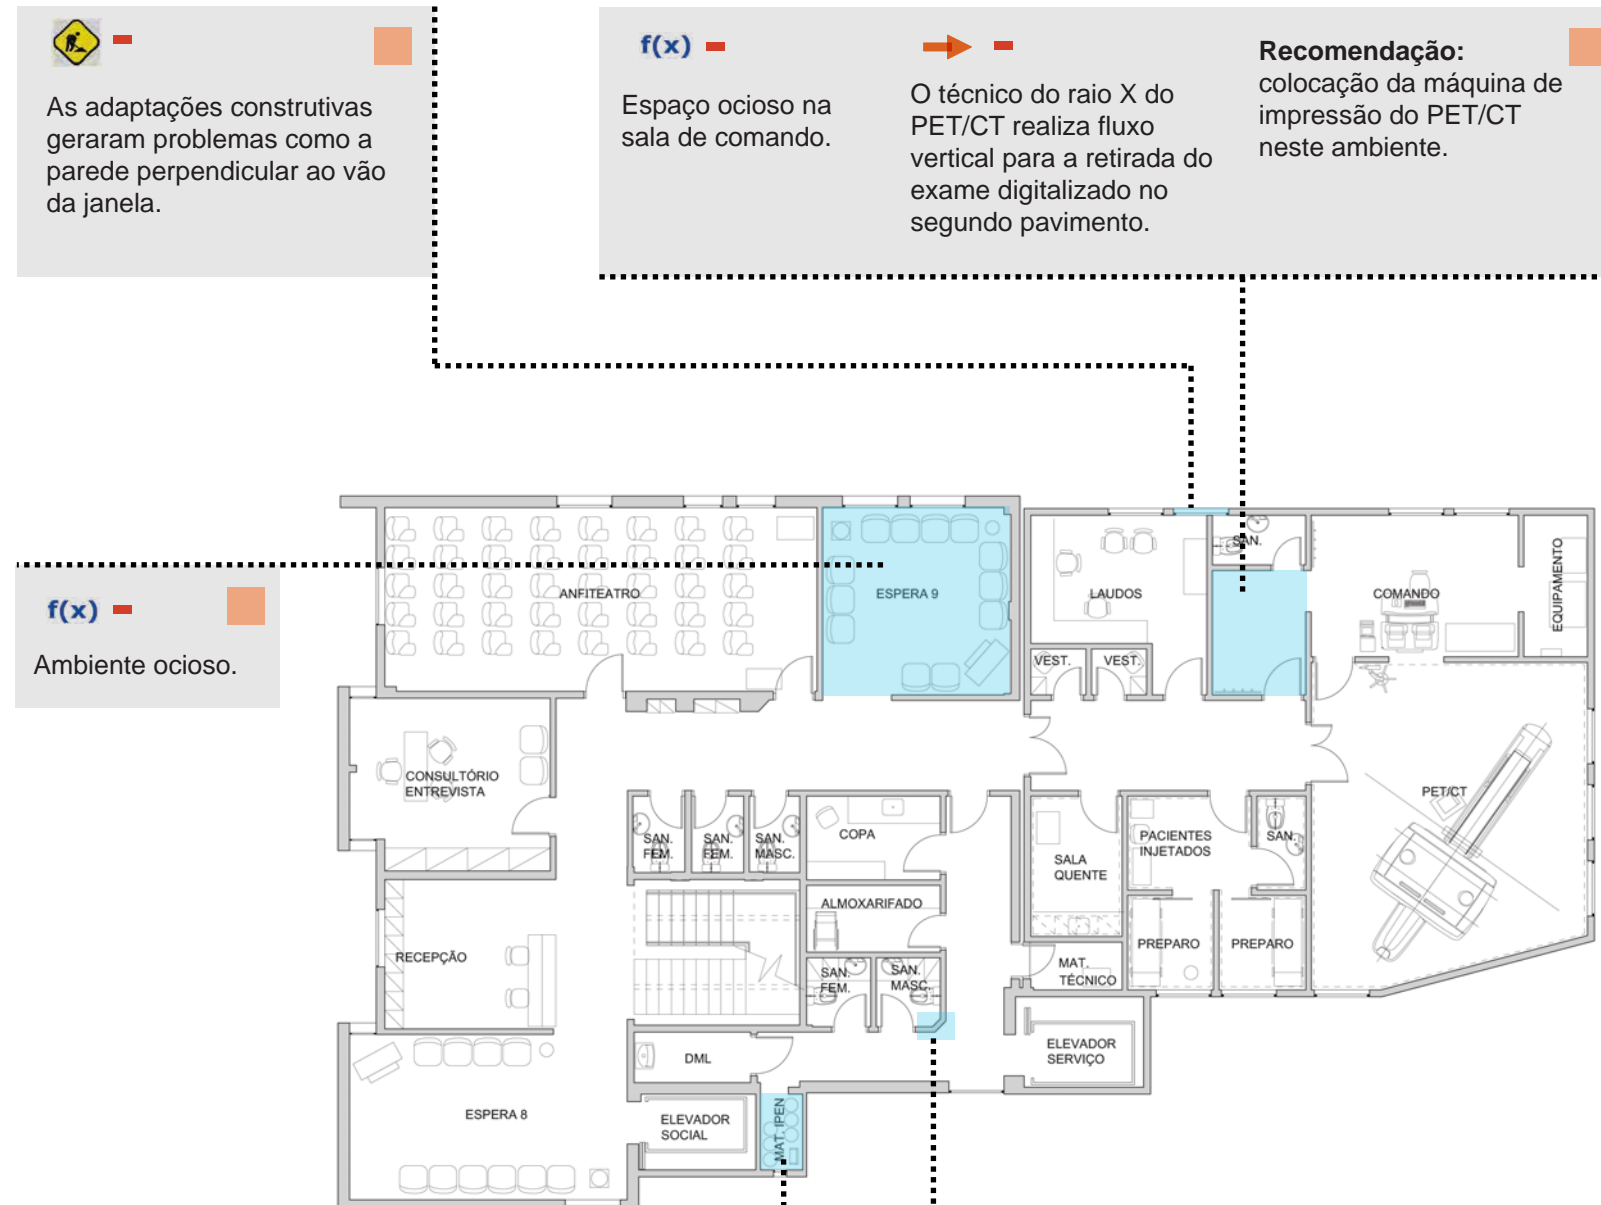 As adaptações construtivas
geraram problemas como a
parede perpendicular ao vão
da janela.
f(x)
Espaço ocioso na
sala de comando.
O técnico do raio X do
PET/CT realiza fluxo
vertical para a retirada do
exame digitalizado no
segundo pavimento.
Recomendação:
colocação da máquina de
impressão do PET/CT
neste ambiente.
f(x)
Ambiente ocioso.
ANFITEATRO
ESPERA 9
LAUDOS
SAN.
COMANDO
EQUIPAMENTO
VEST.
VEST.
CONSULTÓRIO
ENTREVISTA
SAN.
FEM.
SAN.
FEM.
SAN.
MASC.
COPA
SALA
QUENTE
PACIENTES
INJETADOS
SAN.
PET/CT
ALMOXARIFADO
RECEPÇÃO
SAN.
FEM.
SAN.
MASC.
MAT.
TÉCNICO
PREPARO
PREPARO
DML
ELEVADOR
SERVIÇO
ESPERA 8
ELEVADOR
SOCIAL
MAT. IPEN